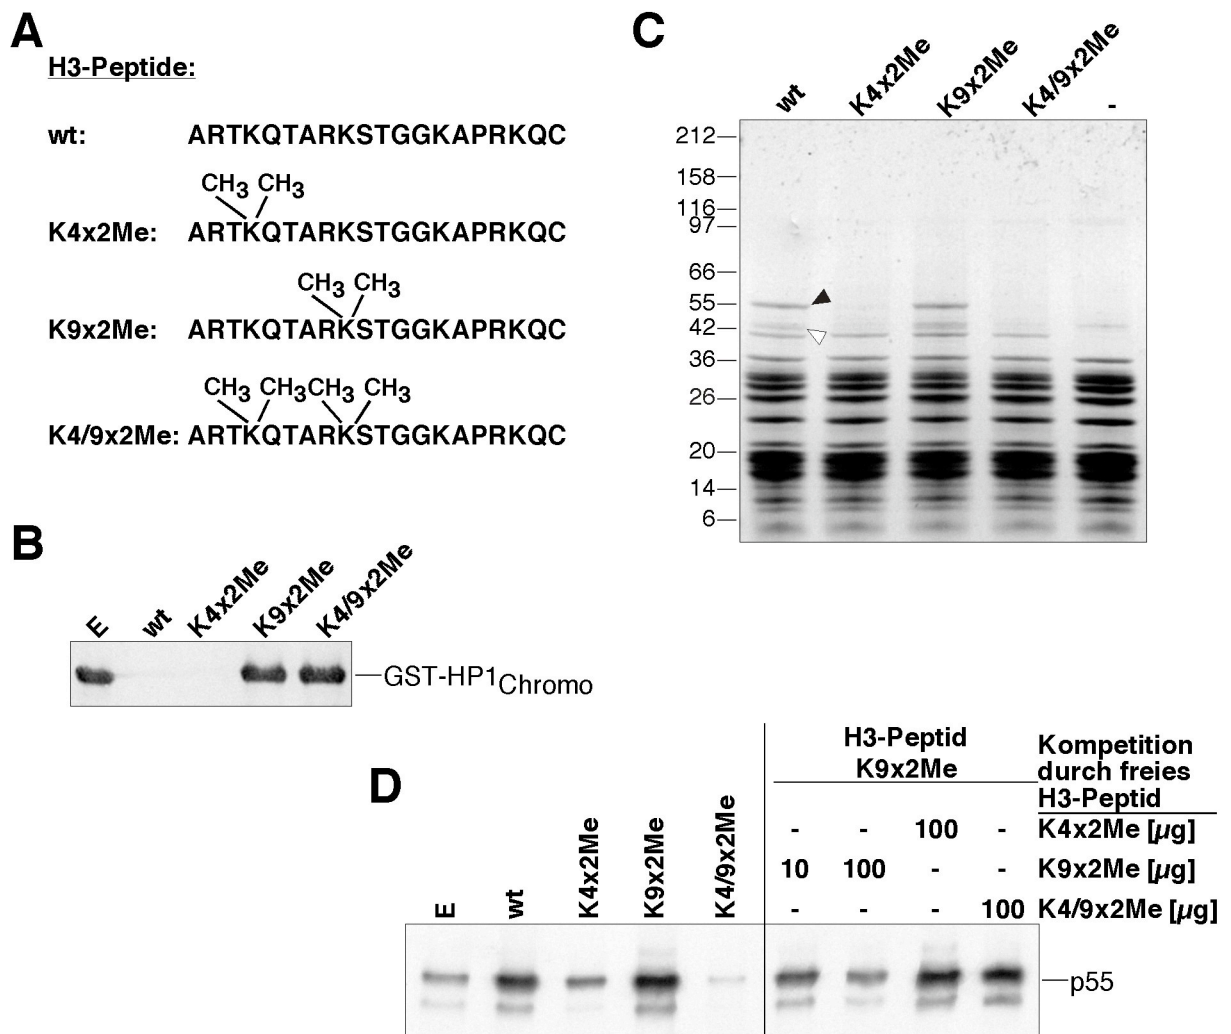 A
H3-Peptide:
wt: ARTKQTARKSTGGKAPRKQC
CH3 CH3
K4x2Me: ARTKQTARKSTGGKAPRKQC
CH3 CH3
K9x2Me: ARTKQTARKSTGGKAPRKQC
CH3 CH3 CH3 CH3
K4/9x2Me: ARTKQTARKSTGGKAPRKQC
B
E wt K4x2Me K9x2Me K4/9x2Me
GST-HP1Chromo
C
wt K4x2Me K9x2Me K4/9x2Me -
212
158
116
97
66
55
42
36
26
20
14
6
D
E wt K4x2Me K9x2Me K4/9x2Me
H3-Peptid
K9x2Me
Kompetition
durch freies
H3-Peptid
- - 100 - K4x2Me [µg]
10 100 - - K9x2Me [µg]
- - - 100 K4/9x2Me [µg]
p55